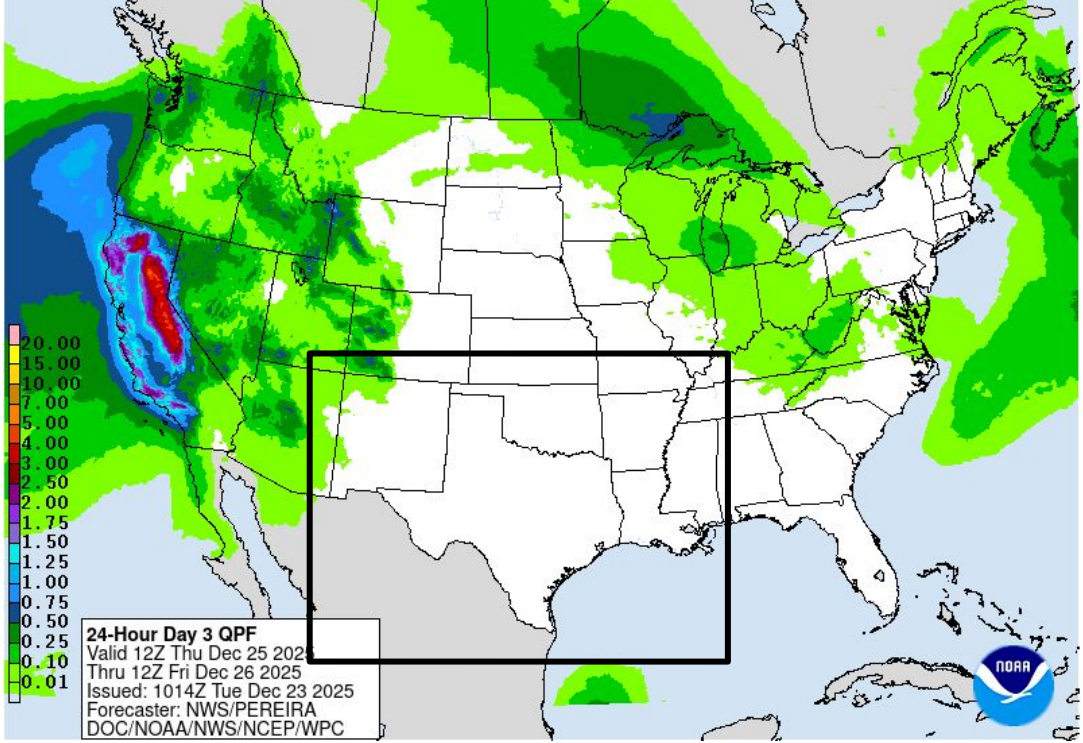 20.00
15.00
10.00
7.00
5.00
4.00
3.00
2.50
2.00
1.75
1.50
1.25
1.00
0.75
0.50
0.25
0.10
0.01
24-Hour Day 3 QPF
Valid 12Z Thu Dec 25 2025
Thru 12Z Fri Dec 26 2025
Issued: 1014Z Tue Dec 23 2025
Forecaster: NWS/PEREIRA
DOC/NOAA/NWS/NCEP/WPC
NOAA